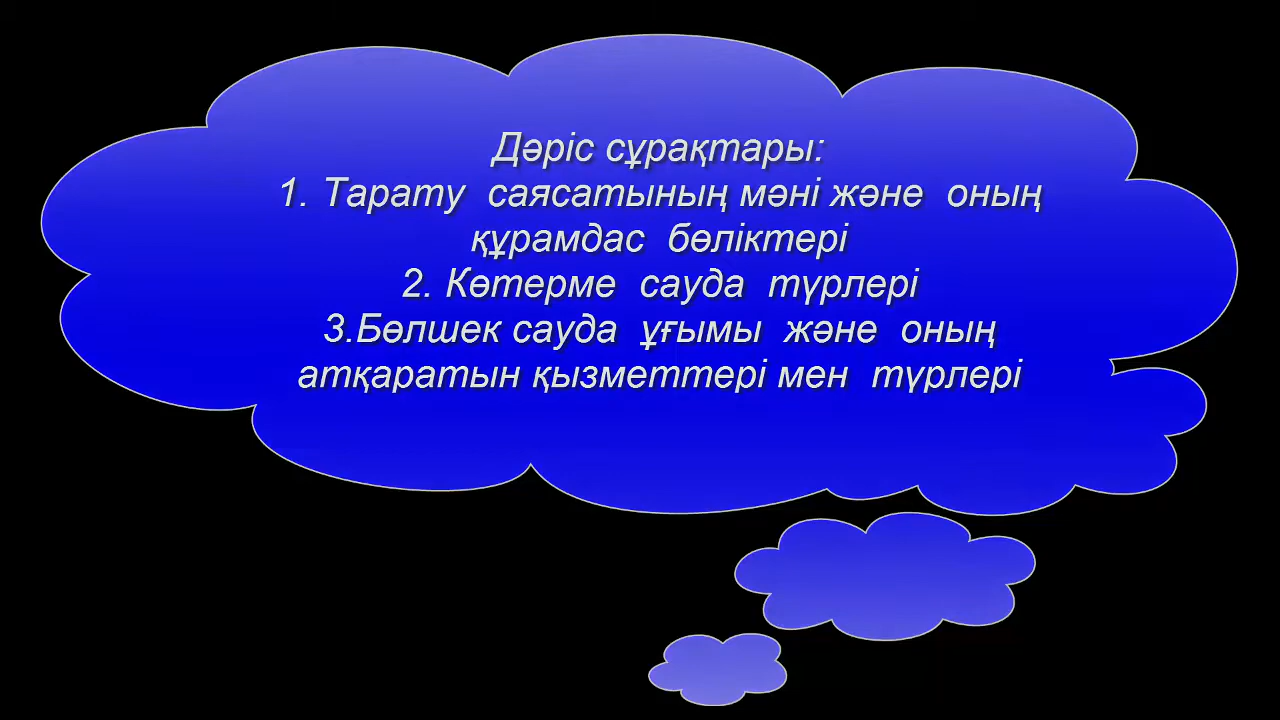 Дәріс сұрақтары:
1. Тарату саясатының мәні және оның
құрамдас бөліктері
2. Көтерме сауда түрлері
3.Бөлшек сауда ұғымы және оның
атқаратын қызметтері мен түрлері